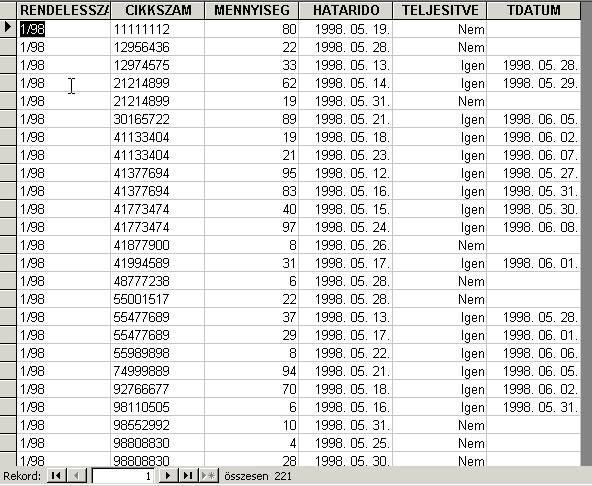 RENDELESSZA CIKKSZAM MENNYISEG HATARIDO TELJESITVE TDATUM
1/98 11111112 80 1998. 05. 19. Nem
1/98 12956436 22 1998. 05. 28. Nem
1/98 12974575 33 1998. 05. 13. Igen 1998. 05. 28.
1/98 21214899 62 1998. 05. 14. Igen 1998. 05. 29.
1/98 21214899 19 1998. 05. 31. Nem
1/98 30165722 89 1998. 05. 21. Igen 1998. 06. 05.
1/98 41133404 19 1998. 05. 18. Igen 1998. 06. 02.
1/98 41133404 21 1998. 05. 23. Igen 1998. 06. 07.
1/98 41377694 95 1998. 05. 12. Igen 1998. 05. 27.
1/98 41377694 83 1998. 05. 16. Igen 1998. 05. 31.
1/98 41773474 40 1998. 05. 15. Igen 1998. 05. 30.
1/98 41773474 97 1998. 05. 24. Igen 1998. 06. 08.
1/98 41877900 8 1998. 05. 26. Nem
1/98 41994589 31 1998. 05. 17. Igen 1998. 06. 01.
1/98 48777238 6 1998. 05. 28. Nem
1/98 55001517 22 1998. 05. 28. Nem
1/98 55477689 37 1998. 05. 13. Igen 1998. 05. 28.
1/98 55477689 29 1998. 05. 17. Igen 1998. 06. 01.
1/98 55989898 8 1998. 05. 22. Igen 1998. 06. 06.
1/98 74999889 94 1998. 05. 21. Igen 1998. 06. 05.
1/98 92766677 70 1998. 05. 18. Igen 1998. 06. 02.
1/98 98110505 6 1998. 05. 16. Igen 1998. 05. 31.
1/98 98552992 10 1998. 05. 31. Nem
1/98 98808830 4 1998. 05. 25. Nem
1/98 98808830 28 1998. 05. 30. Nem
Rekord: 1 összesen 221